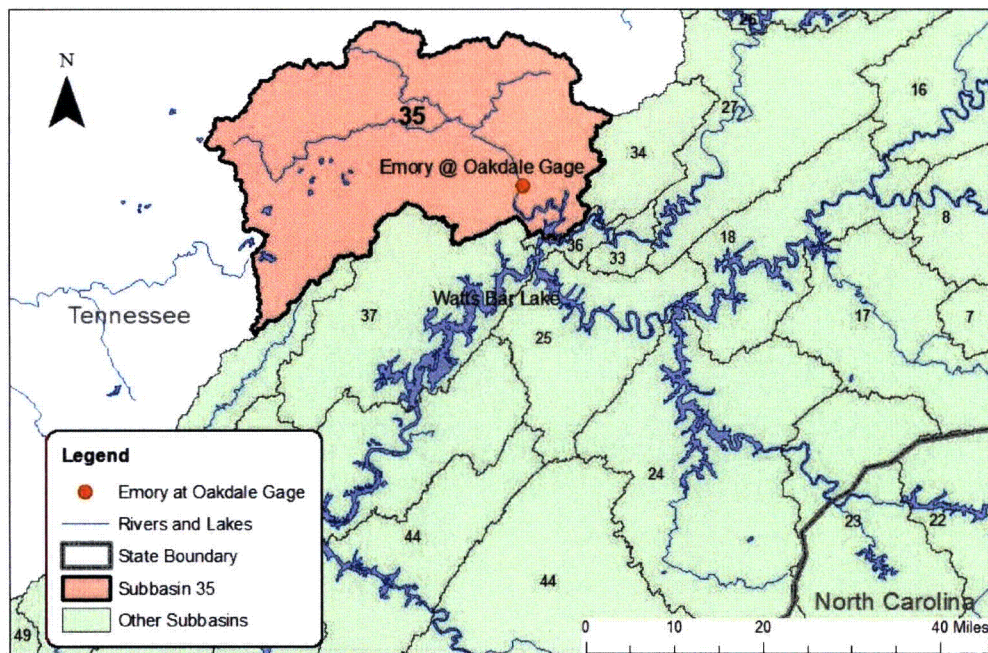 N
26
16
27
35
34
Emory @ Oakdale Gage
8
36
33
18
Watts Bar Lake
Tennessee
37
25
17
7
Legend
Emory at Oakdale Gage
Rivers and Lakes
State Boundary
Subbasin 35
Other Subbasins
24
44
44
23
22
North Carolina
49
0 10 20 40 Miles